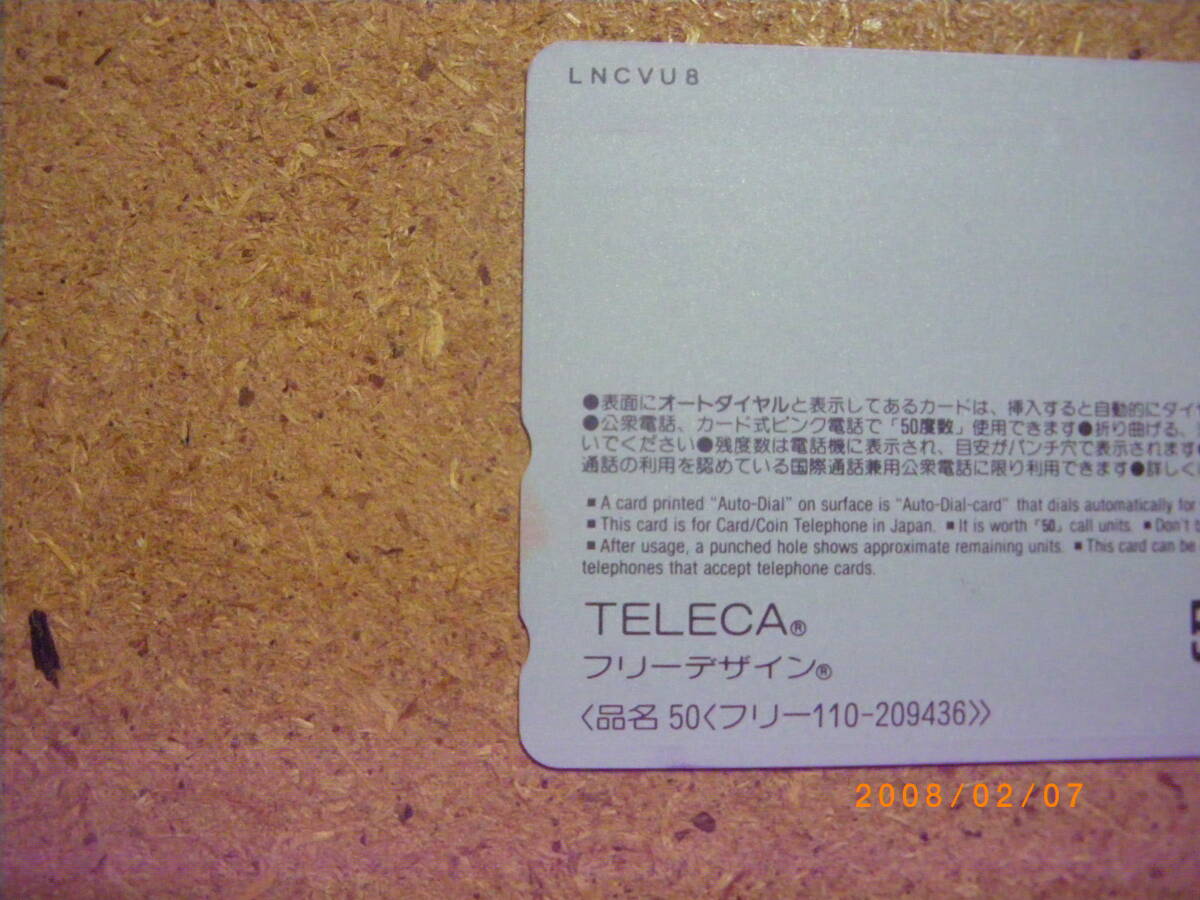 LNCVU8
●表面にオートダイヤルと表示してあるカードは、挿入すると自動的にダイ
●公衆電話、カード式ピンク電話で「50度数」使用できます●折り曲げる、
いでください●残度数は電話機に表示され、目安がパンチ穴で表示されます●
通話の利用を認めている国際通話兼用公衆電話に限り利用できます●詳しく
■ A card printed "Auto-Dial" on surface is "Auto-Dial-card" that dials automatically for
■ This card is for Card/Coin Telephone in Japan. ■ It is worth「50」call units. ■ Don't
■ After usage, a punched hole shows approximate remaining units. ■ This card can be
telephones that accept telephone cards.
TELECA®
フリーデザイン®
〈品名 50〈フリー110-209436〉〉
2008/02/07